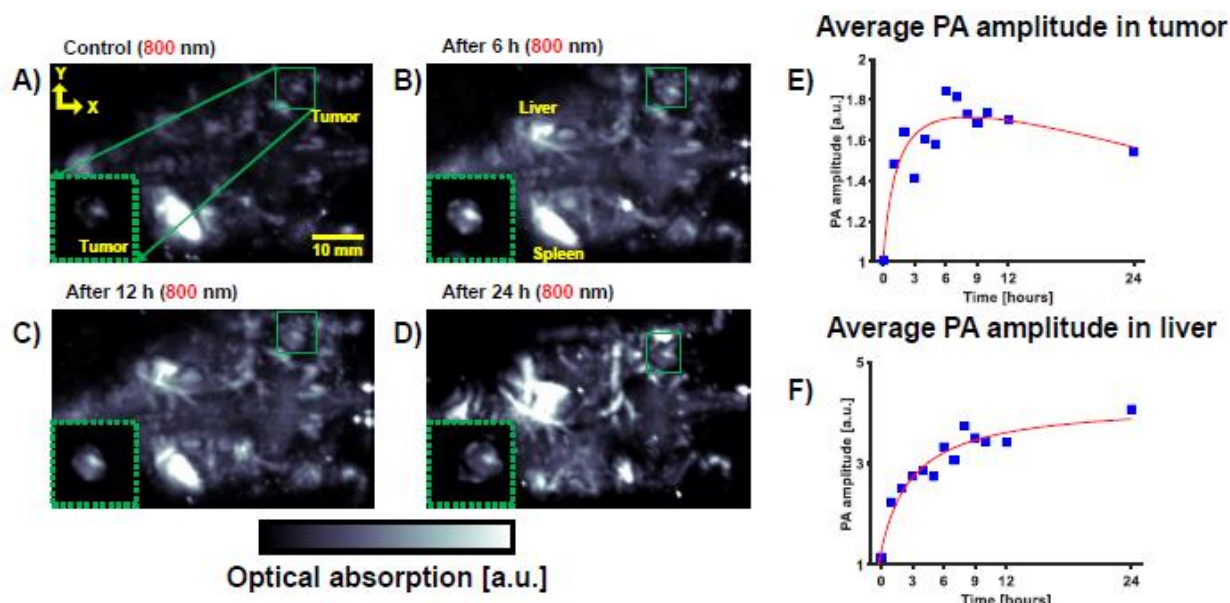 Control (800 nm)
A)
Y
X
Tumor
Tumor
10 mm
After 6 h (800 nm)
B)
Liver
Spleen
After 12 h (800 nm)
C)
After 24 h (800 nm)
D)
Optical absorption [a.u.]
Average PA amplitude in tumor
E)
PA amplitude [a.u.]
2
1.8
1.6
1.4
1.2
1
0 3 6 9 12 24
Time [hours]
Average PA amplitude in liver
F)
PA amplitude [a.u.]
5
3
1
0 3 6 9 12 24
Time [hours]